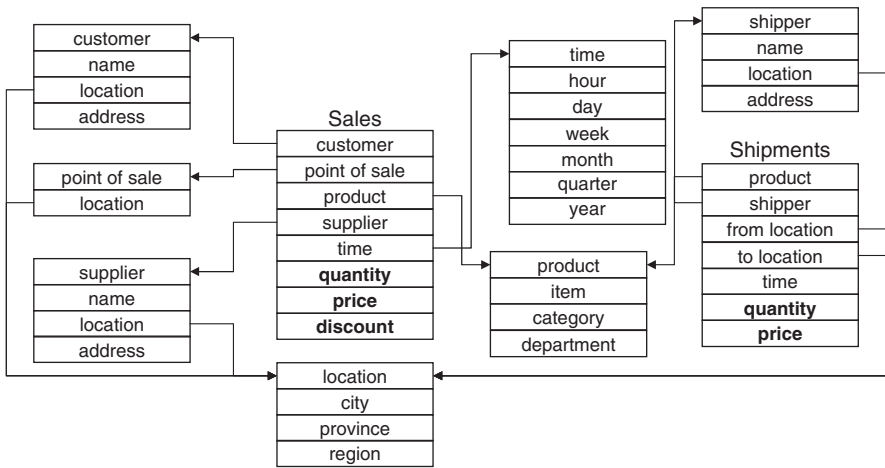 customer
name
location
address
point of sale
location
supplier
name
location
address
Sales
customer
point of sale
product
supplier
time
quantity
price
discount
location
city
province
region
time
hour
day
week
month
quarter
year
product
item
category
department
shipper
name
location
address
Shipments
product
shipper
from location
to location
time
quantity
price